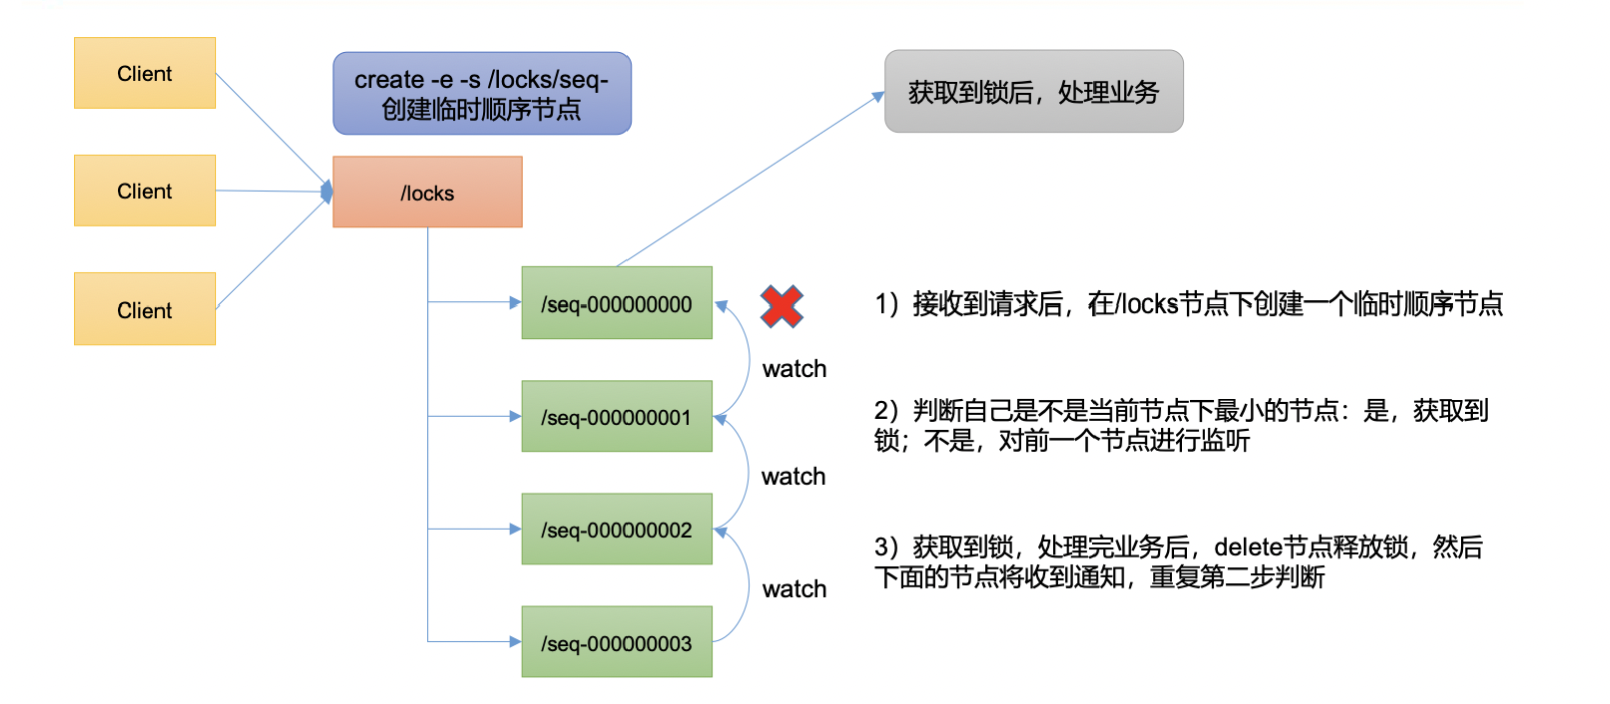 Client
create -e -s /locks/seq-
创建临时顺序节点
获取到锁后，处理业务
Client
/locks
Client
/seq-000000000
watch
/seq-000000001
watch
/seq-000000002
watch
/seq-000000003
1）接收到请求后，在/locks节点下创建一个临时顺序节点
2）判断自己是不是当前节点下最小的节点：是，获取到
锁；不是，对前一个节点进行监听
3）获取到锁，处理完业务后，delete节点释放锁，然后
下面的节点将收到通知，重复第二步判断